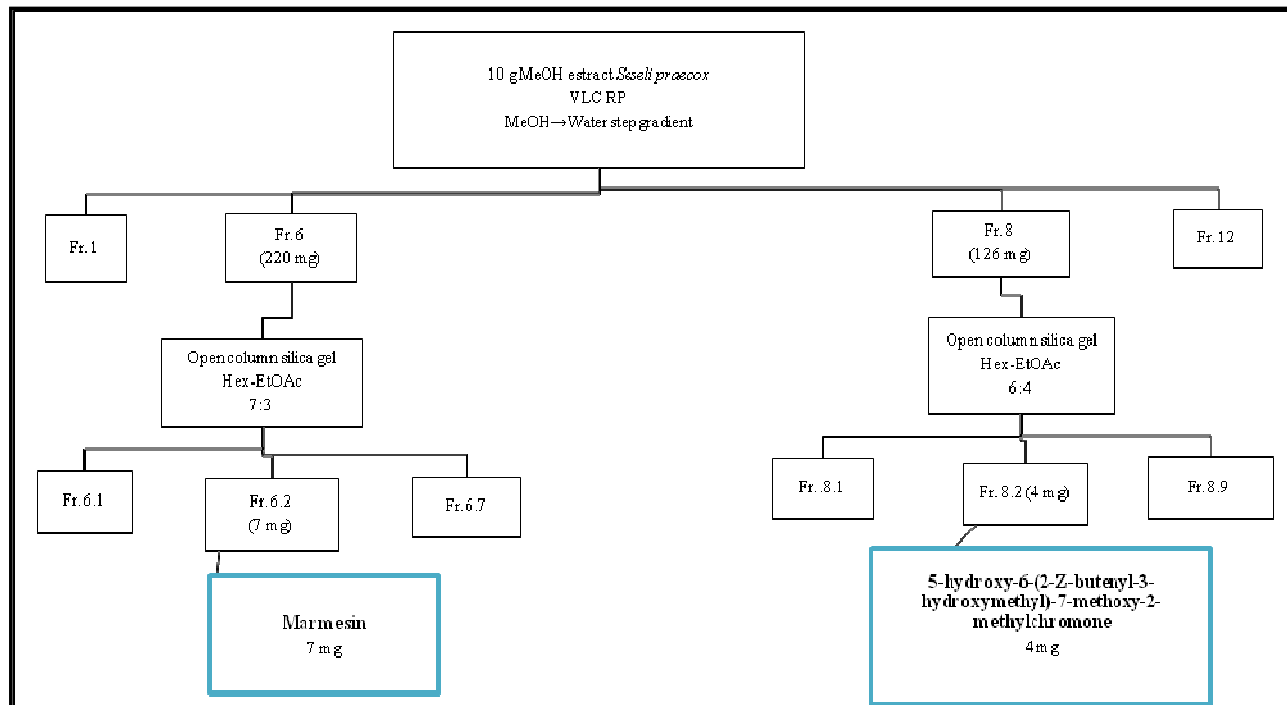 10 g MeOH estract Seseli praecox
VLC RP
MeOH→Water step gradient
Fr. 1
Fr. 6
(220 mg)
Fr. 8
(126 mg)
Fr. 12
Open column silica gel
Hex-EtOAc
7:3
Open column silica gel
Hex-EtOAc
6:4
Fr. 6.1
Fr. 6.2
(7 mg)
Fr. 6.7
Fr. .8.1
Fr. 8.2 (4 mg)
Fr. 8.9
Marmesin
7 mg
5-hydroxy-6-(2-Z-butenyl-3-
hydroxymethyl)-7-methoxy-2-
methylchromone
4 mg